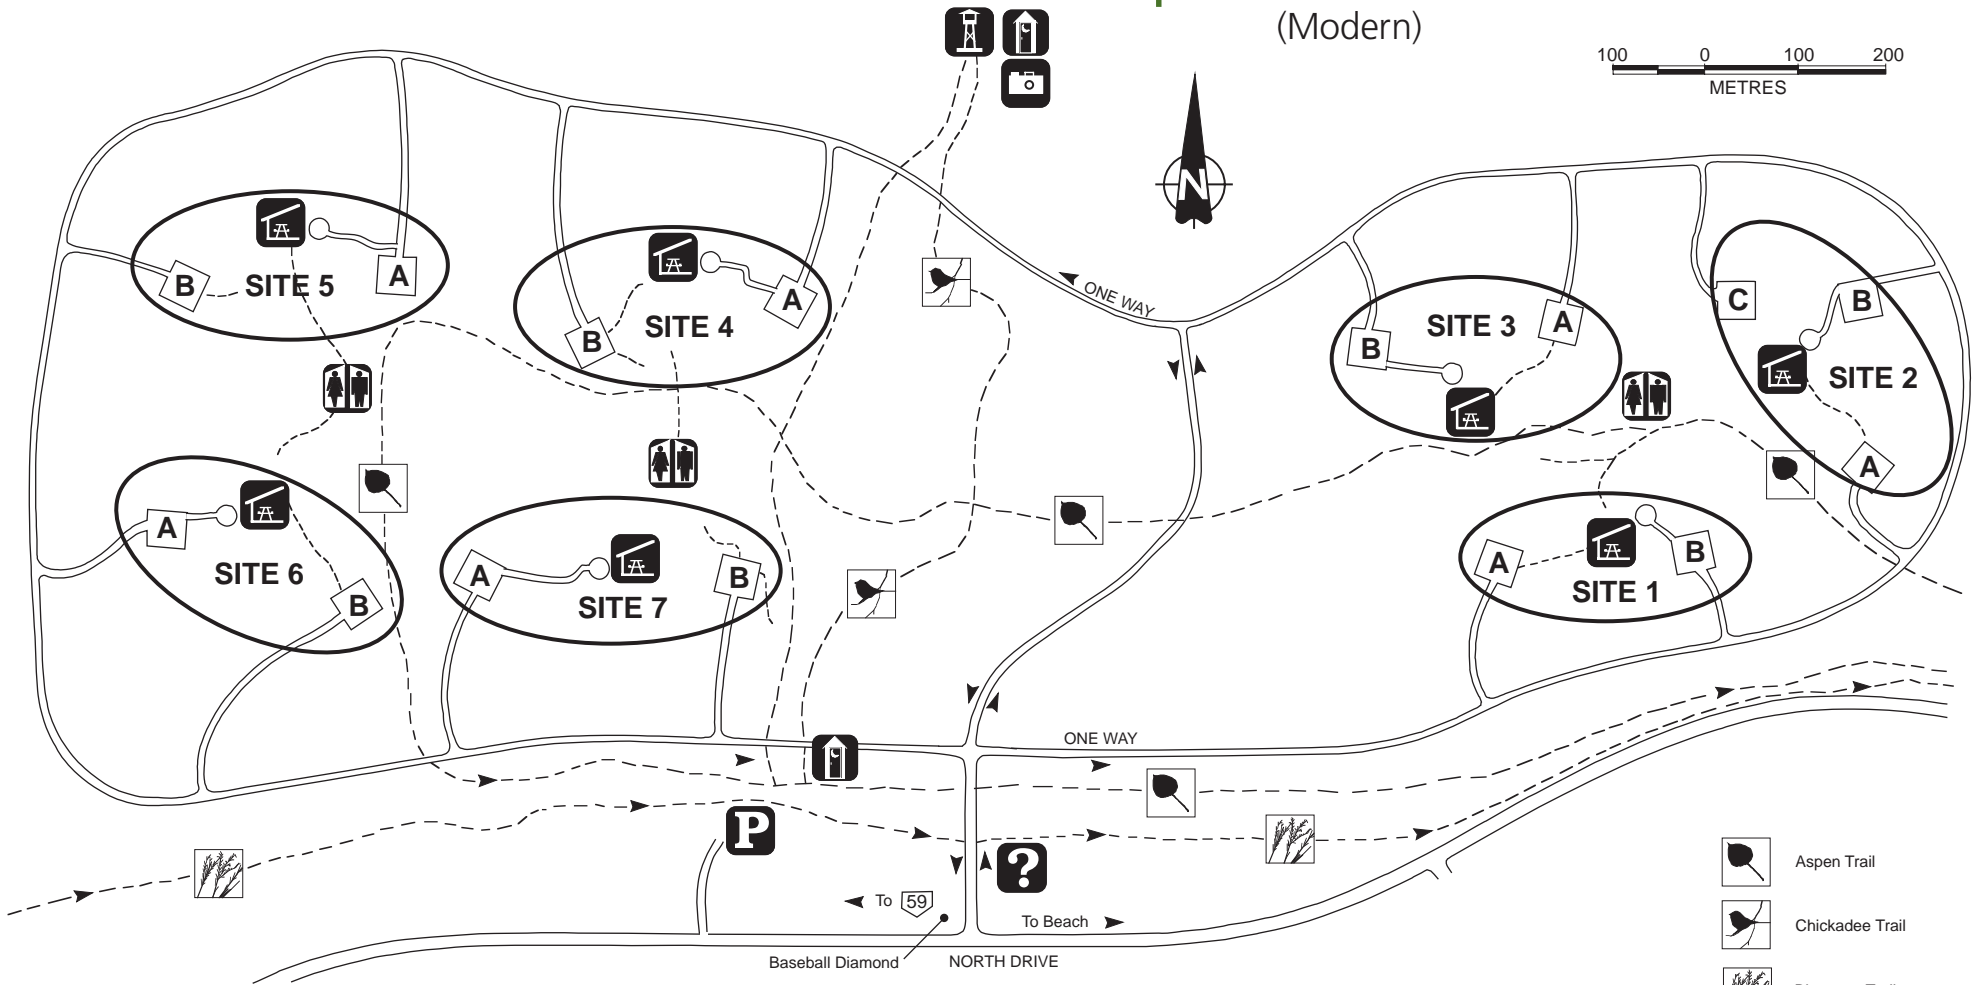 (Modern)
100 0 100 200
METRES
N
ONE WAY
SITE 5
A
B
SITE 4
A
B
SITE 3
A
B
SITE 2
A
B
C
SITE 6
A
B
SITE 7
A
B
SITE 1
A
B
ONE WAY
P
?
To 59
To Beach
Baseball Diamond
NORTH DRIVE
Aspen Trail
Chickadee Trail